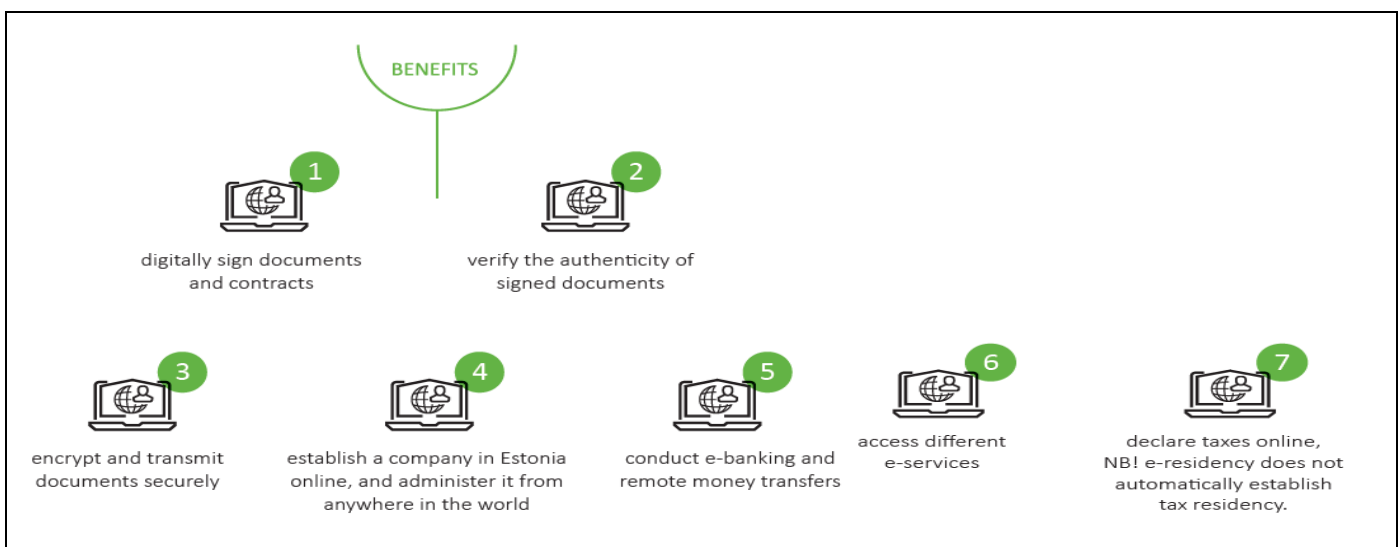 BENEFITS
1
digitally sign documents
and contracts
2
verify the authenticity of
signed documents
3
encrypt and transmit
documents securely
4
establish a company in Estonia
online, and administer it from
anywhere in the world
5
conduct e-banking and
remote money transfers
6
access different
e-services
7
declare taxes online,
NB! e-residency does not
automatically establish
tax residency.